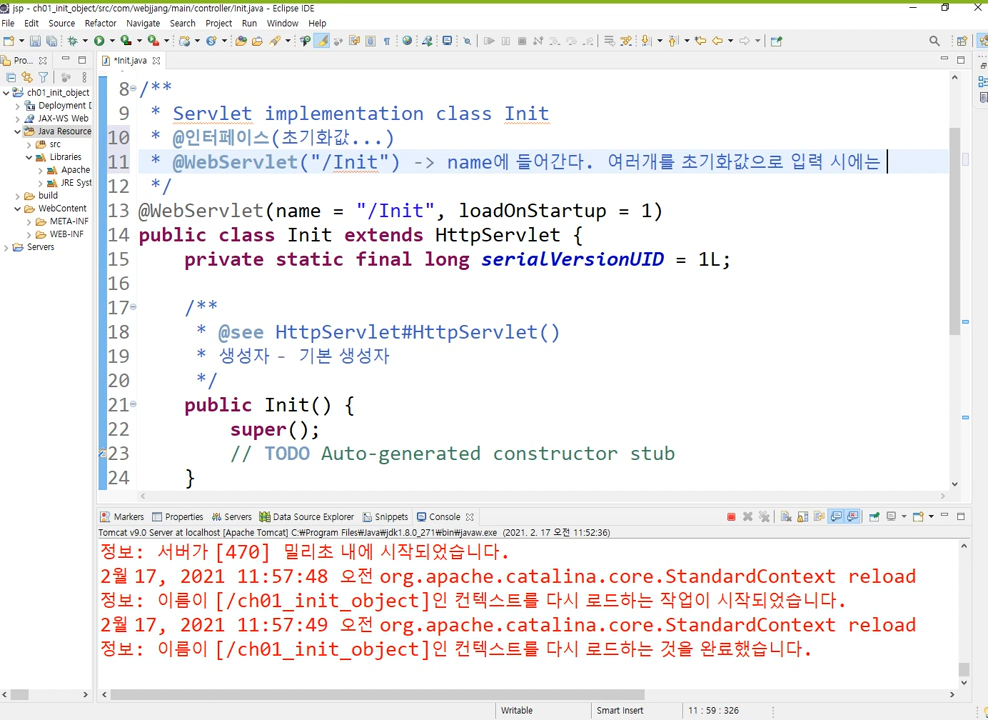 jsp - ch01_init_object/src/com/webjjang/main/controller/Init.java - Eclipse IDE
File Edit Source Refactor Navigate Search Project Run Window Help
Pro...
*Init.java
ch01_init_object
Deployment D
JAX-WS Web
Java Resource
src
Libraries
Apache
JRE Syst
build
WebContent
META-INF
WEB-INF
Servers
8 /**
9 * Servlet implementation class Init
10 * @인터페이스(초기화값...)
11 * @WebServlet("/Init") -> name에 들어간다. 여러개를 초기화값으로 입력 시에는
12 */
13 @WebServlet(name = "/Init", loadOnStartup = 1)
14 public class Init extends HttpServlet {
15 private static final long serialVersionUID = 1L;
16
17 /**
18 * @see HttpServlet#HttpServlet()
19 * 생성자 - 기본 생성자
20 */
21 public Init() {
22 super();
23 // TODO Auto-generated constructor stub
24 }
Markers Properties Servers Data Source Explorer Snippets Console
Tomcat v9.0 Server at localhost [Apache Tomcat] C:₩Program Files₩Java₩jdk1.8.0_271₩bin₩javaw.exe (2021. 2. 17 오전 11:52:36)
정보: 서버가 [470] 밀리초 내에 시작되었습니다.
2월 17, 2021 11:57:48 오전 org.apache.catalina.core.StandardContext reload
정보: 이름이 [/ch01_init_object]인 컨텍스트를 다시 로드하는 작업이 시작되었습니다.
2월 17, 2021 11:57:49 오전 org.apache.catalina.core.StandardContext reload
정보: 이름이 [/ch01_init_object]인 컨텍스트를 다시 로드하는 것을 완료했습니다.
Writable Smart Insert 11 : 59 : 326